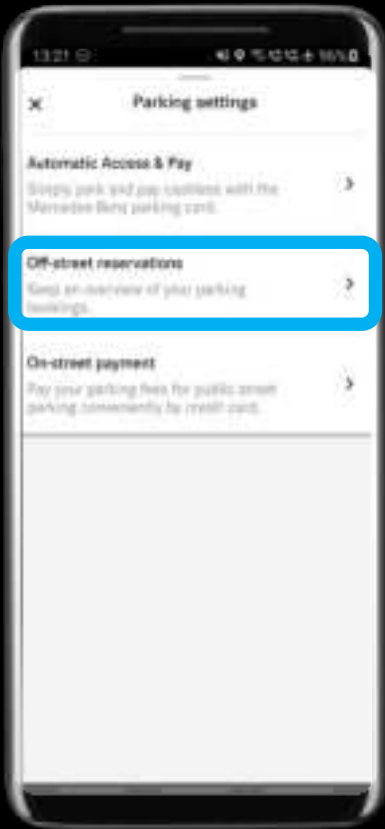 13:21
Parking settings
Automatic Access & Pay
Simply park and pay cashless with the
Mercedes-Benz parking card.
Off-street reservations
Keep an overview of your parking
bookings.
On-street payment
Pay your parking fees for public street
parking conveniently by credit card.